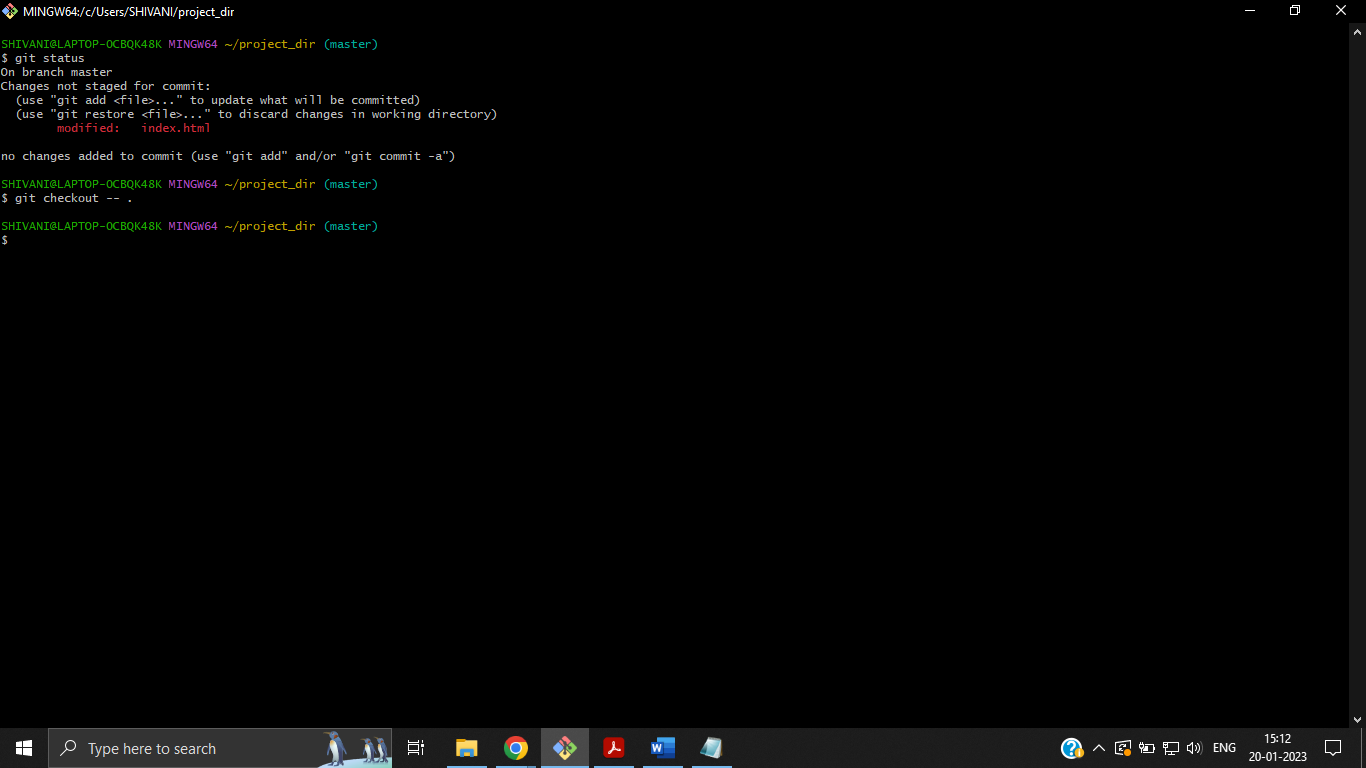 MINGW64:/c/Users/SHIVANI/project_dir
SHIVANI@LAPTOP-OCBQK48K MINGW64 ~/project_dir (master)
$ git status
On branch master
Changes not staged for commit:
  (use "git add <file>..." to update what will be committed)
  (use "git restore <file>..." to discard changes in working directory)
        modified:   index.html
no changes added to commit (use "git add" and/or "git commit -a")
SHIVANI@LAPTOP-OCBQK48K MINGW64 ~/project_dir (master)
$ git checkout -- .
SHIVANI@LAPTOP-OCBQK48K MINGW64 ~/project_dir (master)
$
Type here to search
ENG
15:12
20-01-2023